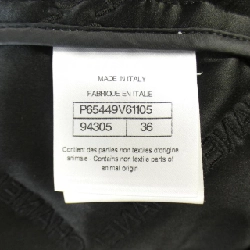 MADE IN ITALY
FABRIQUE EN ITALIE
P65449V61105
94305 36
Contient des parties non textiles d'origine
animale · Contains non textile parts of
animal origin